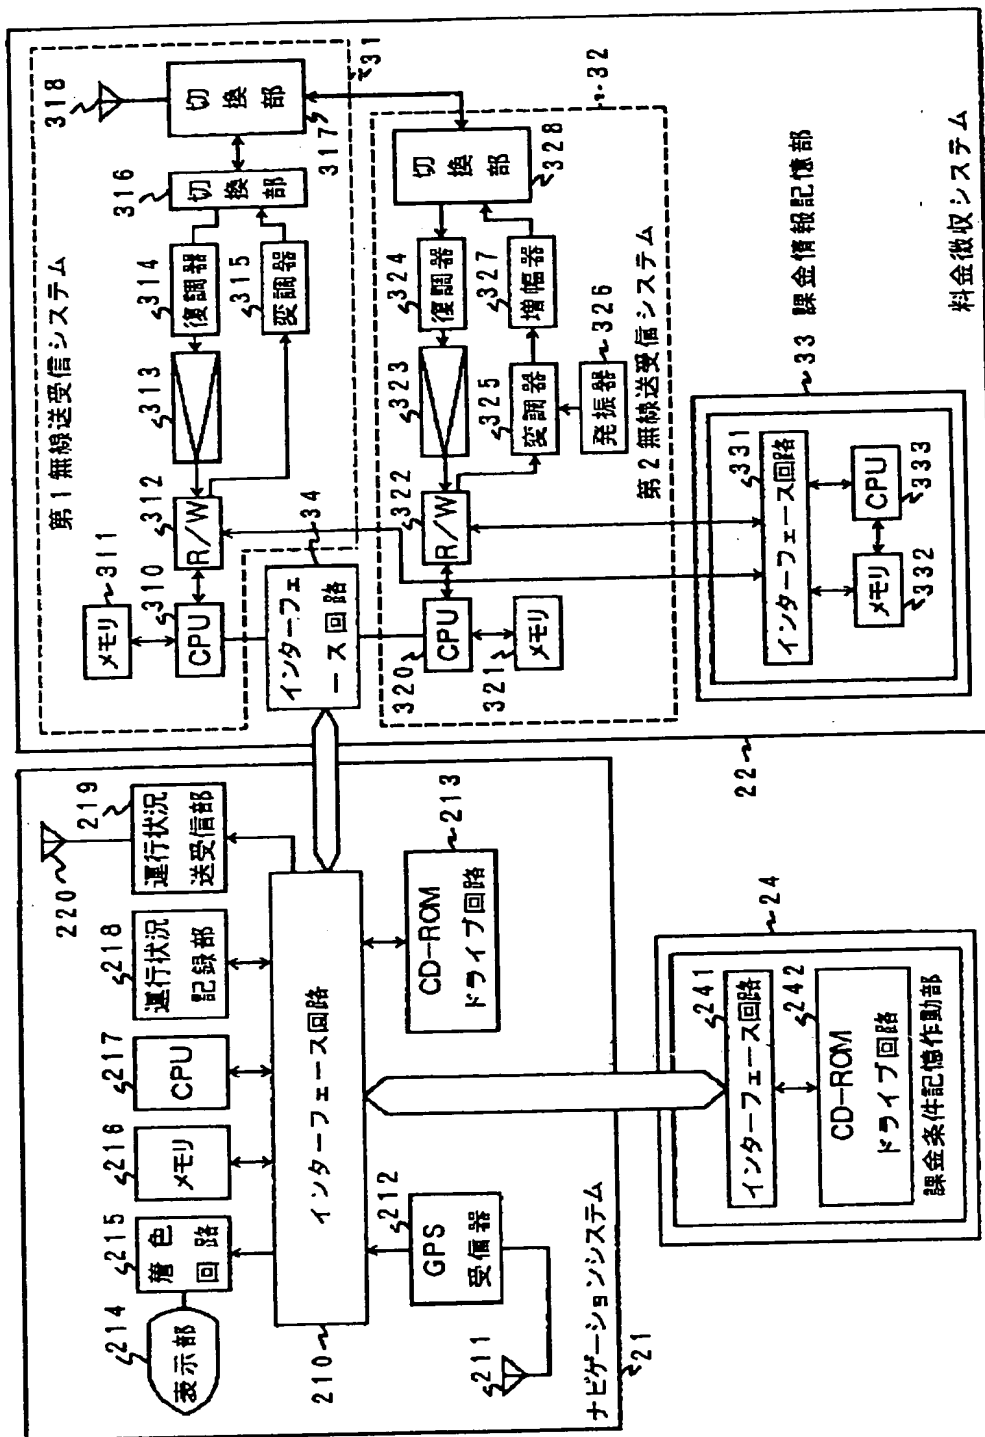 220
219
運行状況
送受信部
218
運行状況
記録部
217
CPU
216
メモリ
215
着色
回路
214
表示部
インターフェース回路
210
211
212
GPS
受信器
213
CD-ROM
ドライブ回路
ナビゲーションシステム
21
24
241
インターフェース回路
242
CD-ROM
ドライブ回路
課金条件記憶作動部
22
第1無線送受信システム
31
318
切換部
317
316
切換部
314
復調器
315
変調器
313
312
R/W
311
メモリ
310
CPU
34
インターフェ
ース回路
32
切換部
328
324
復調器
327
増幅器
323
325
変調器
326
発振器
322
R/W
320
CPU
321
メモリ
第2無線送受信システム
33 課金情報記憶部
331
インターフェース回路
CPU
333
メモリ
332
料金徴収システム